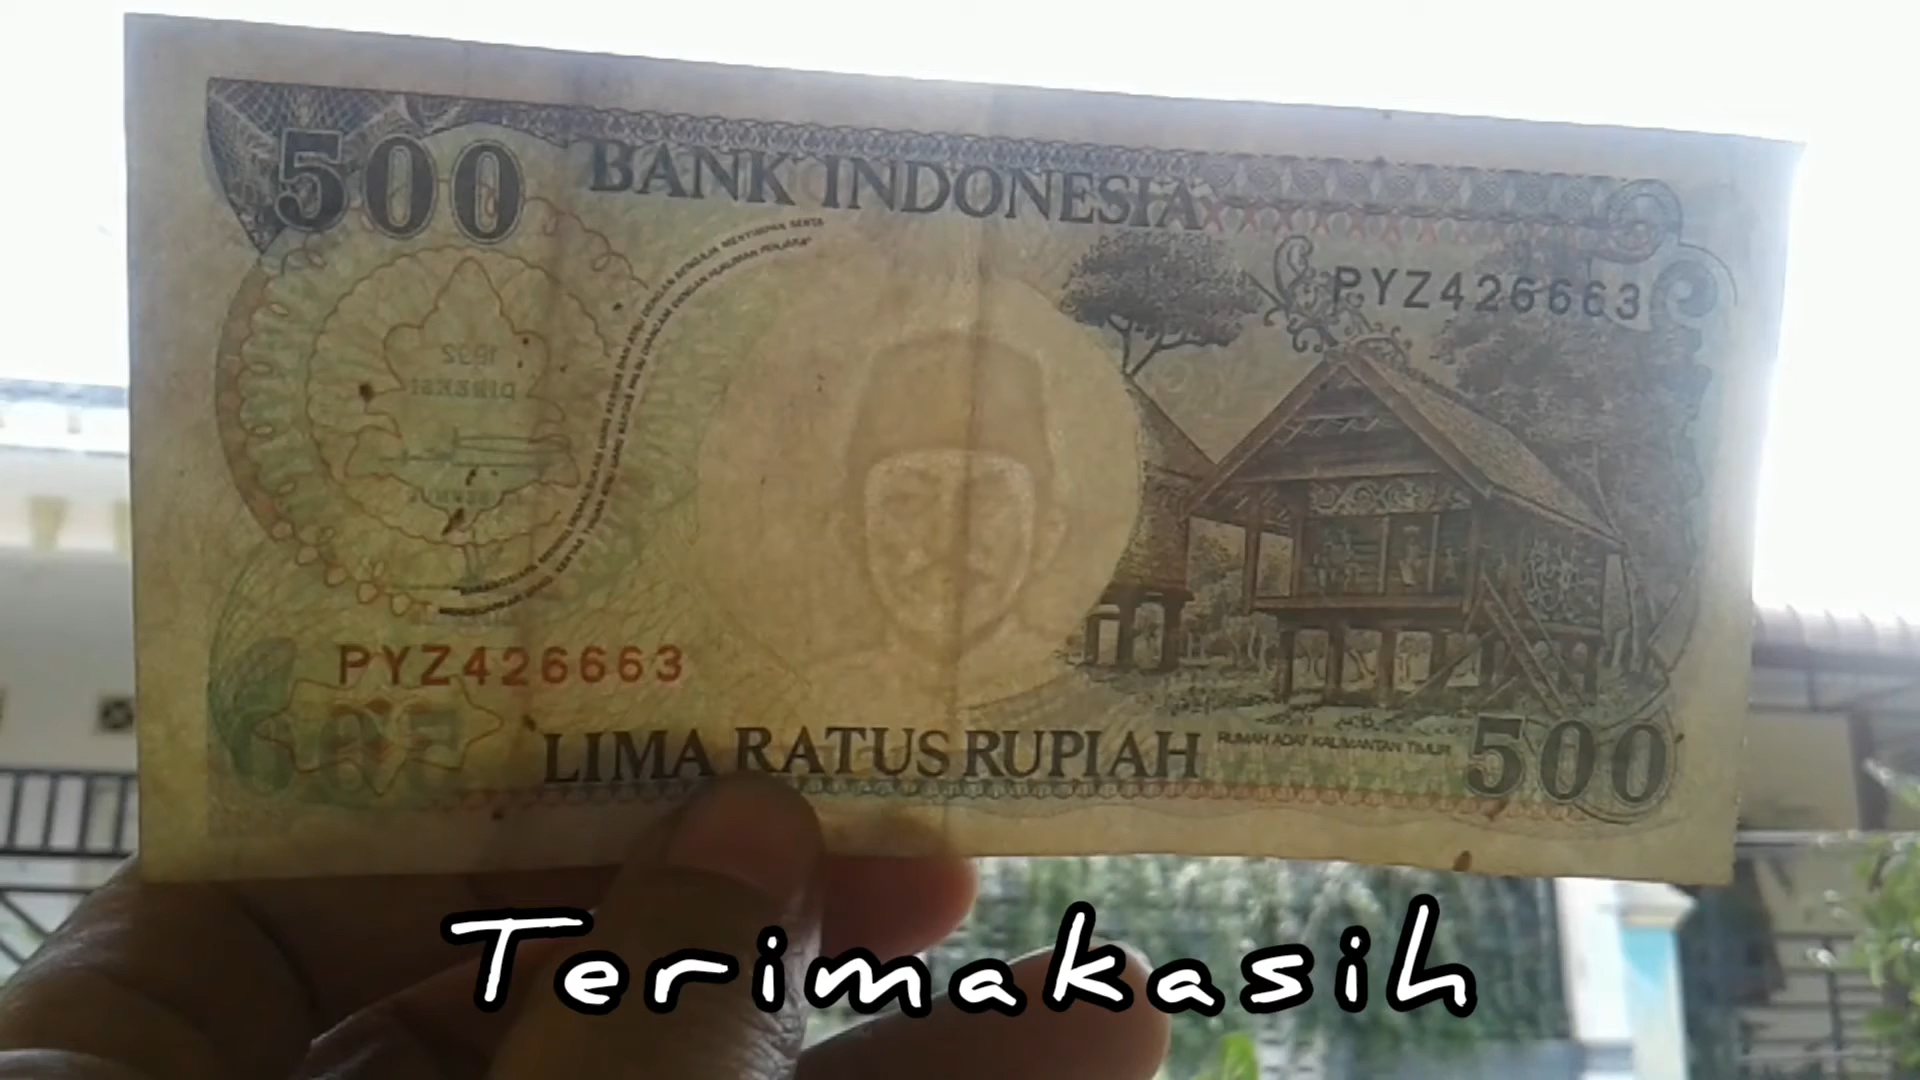 500
BANK INDONESIA
PYZ426663
PYZ426663
LIMA RATUS RUPIAH
RUMAH ADAT KALIMANTAN TIMUR
500
Terimakasih